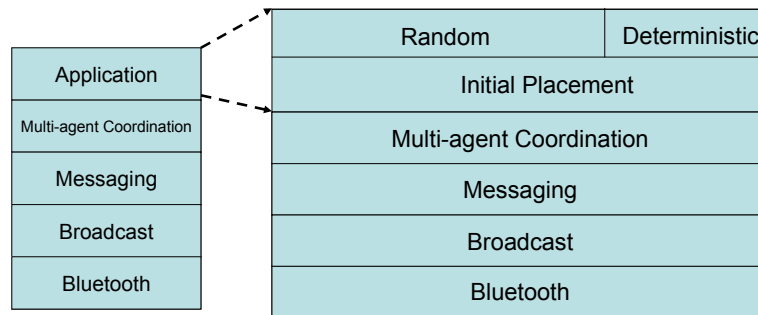 Application
Multi-agent Coordination
Messaging
Broadcast
Bluetooth
Random
Deterministic
Initial Placement
Multi-agent Coordination
Messaging
Broadcast
Bluetooth